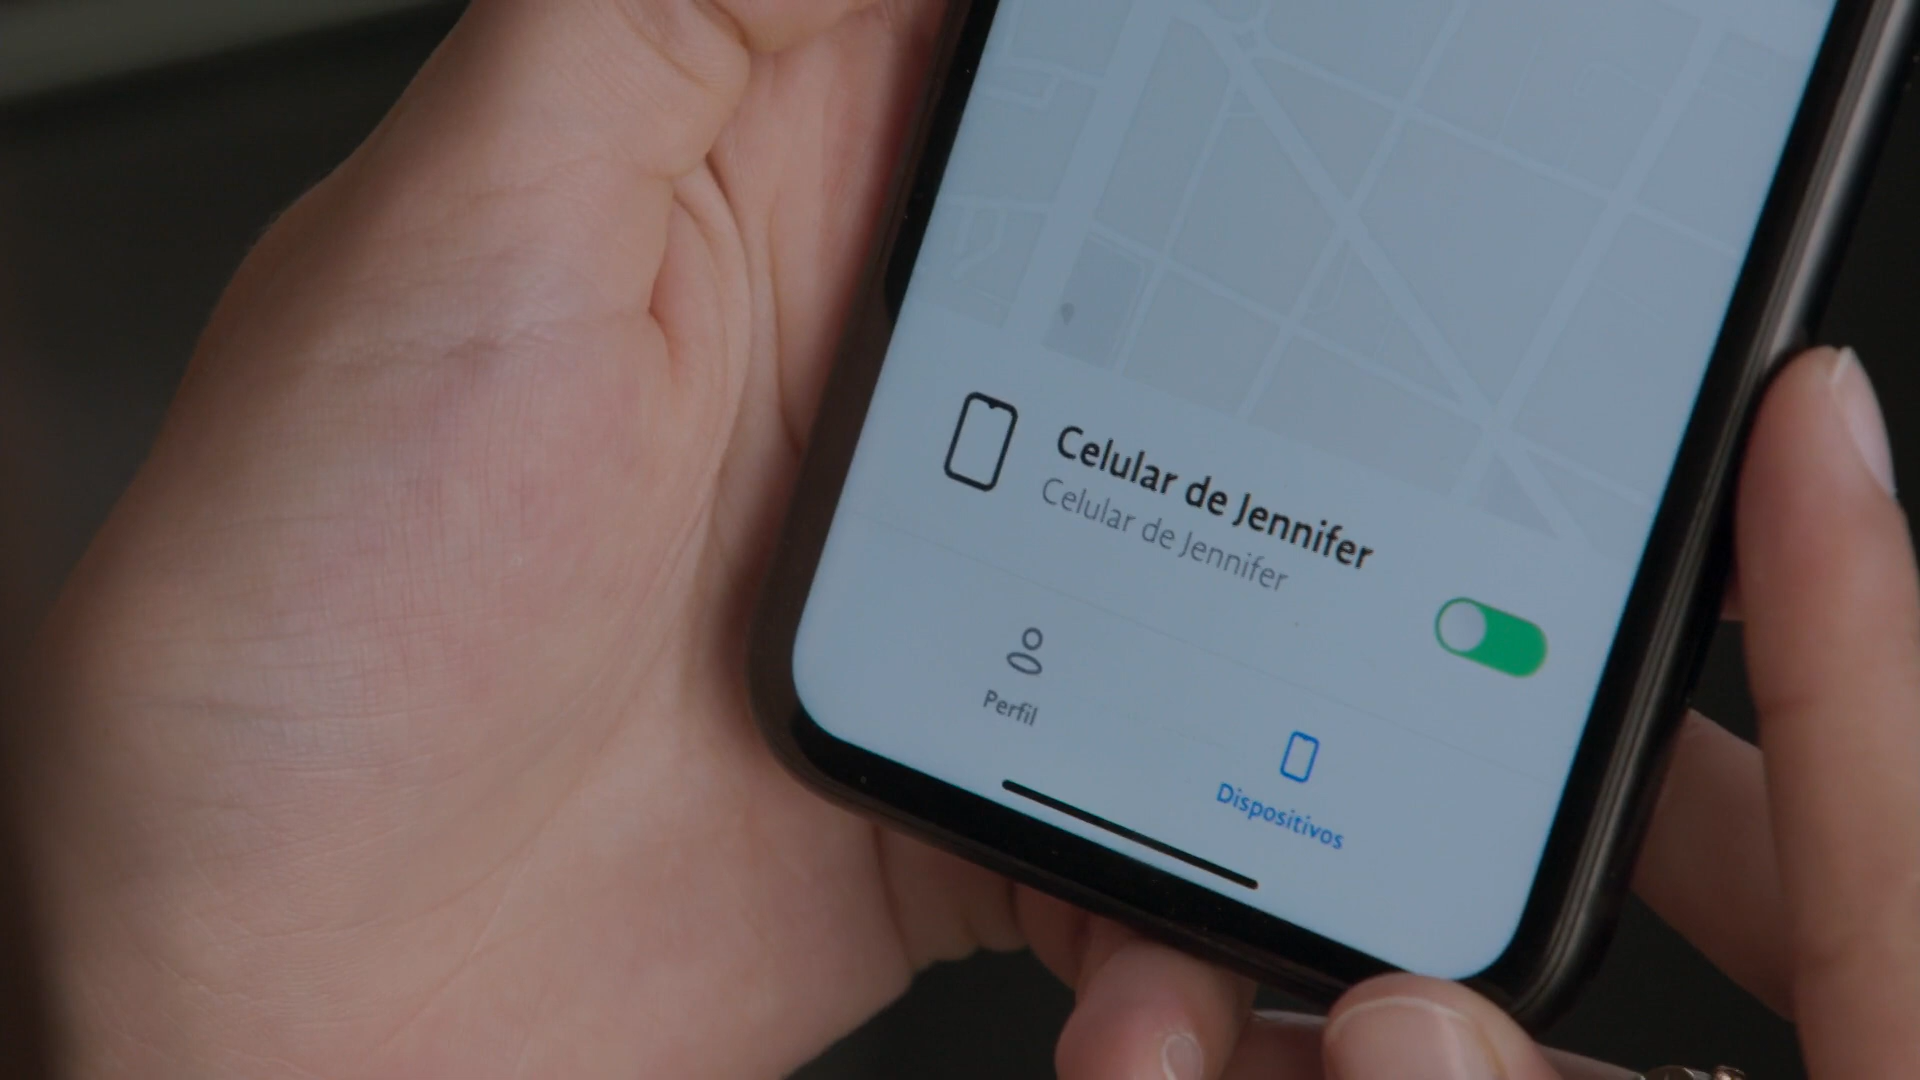 Celular de Jennifer
Celular de Jennifer
Perfil
Dispositivos